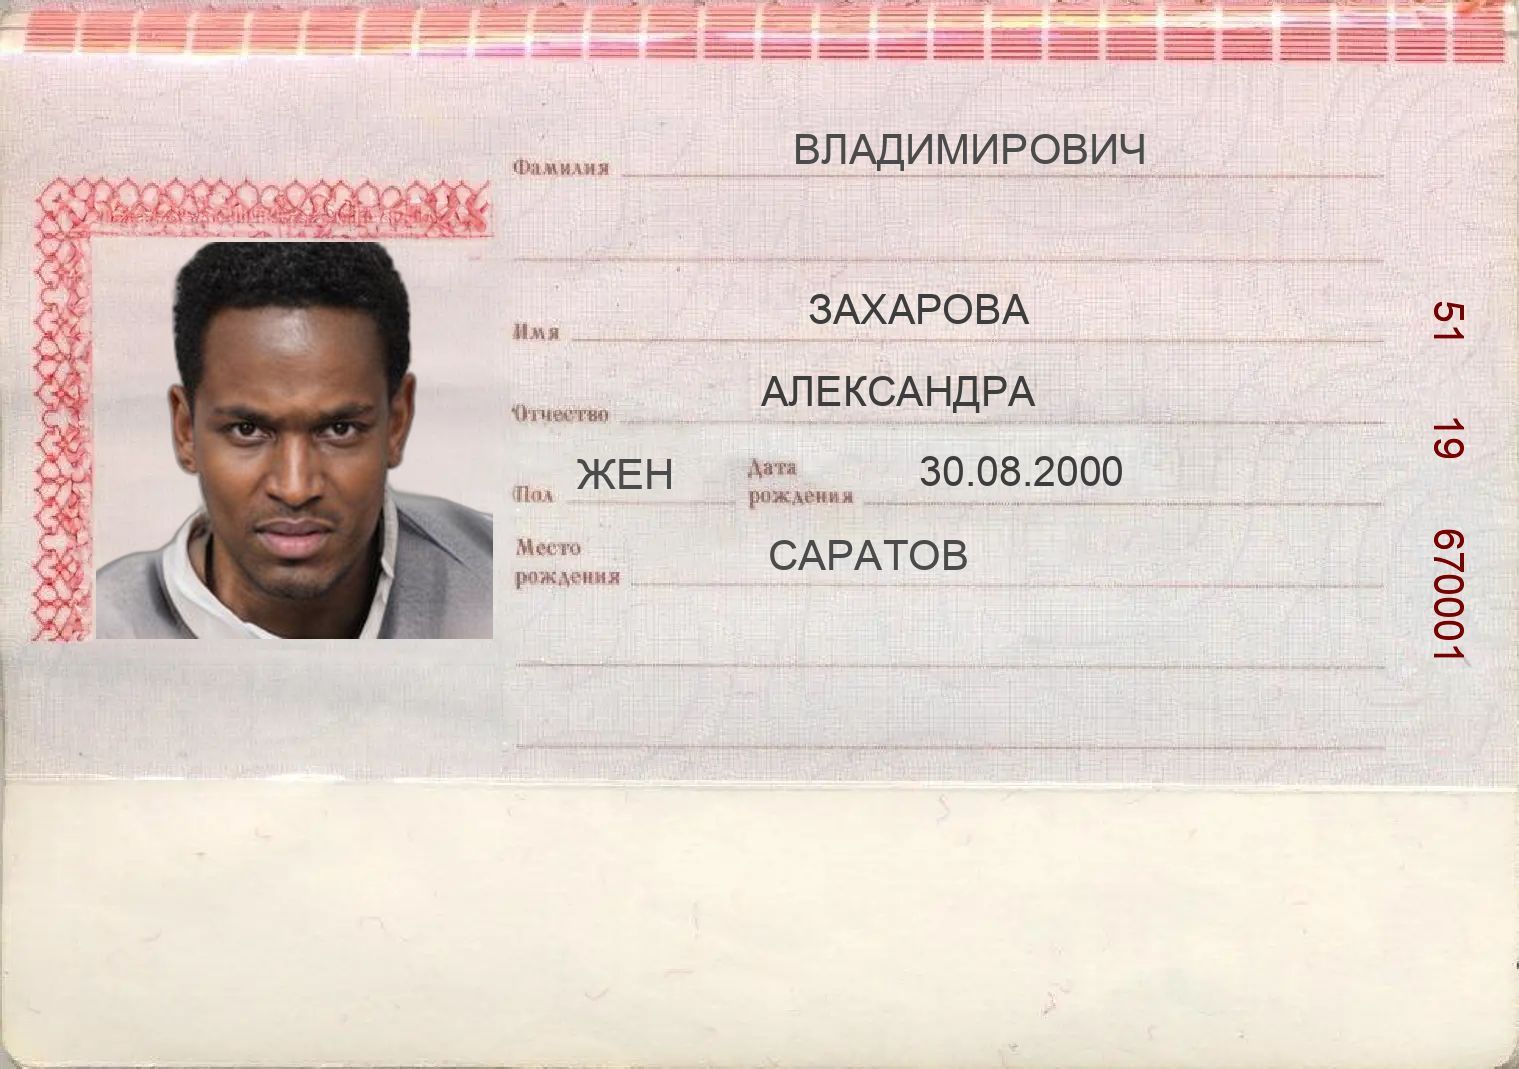 Фамилия ВЛАДИМИРОВИЧ
Имя ЗАХАРОВА
Отчество АЛЕКСАНДРА
Пол ЖЕН Дата рождения 30.08.2000
Место рождения САРАТОВ
51 19 670001